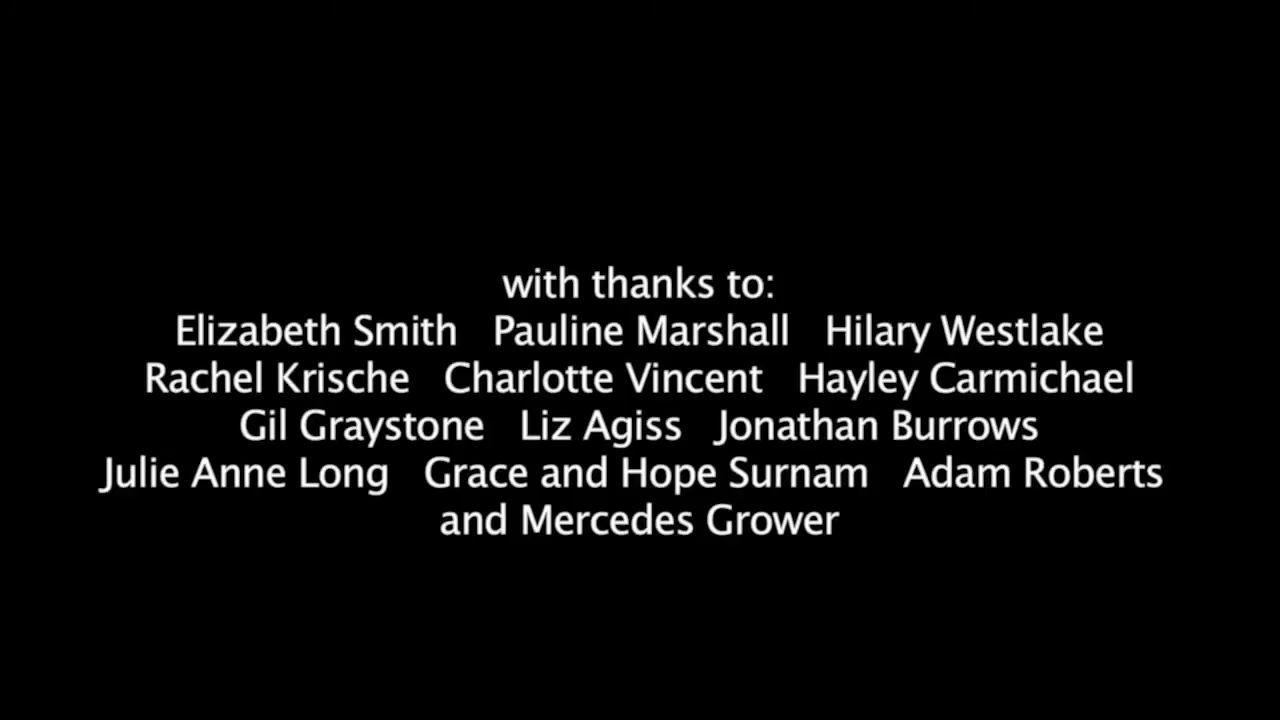 with thanks to:
Elizabeth Smith Pauline Marshall Hilary Westlake
Rachel Krische Charlotte Vincent Hayley Carmichael
Gil Graystone Liz Agiss Jonathan Burrows
Julie Anne Long Grace and Hope Surnam Adam Roberts
and Mercedes Grower